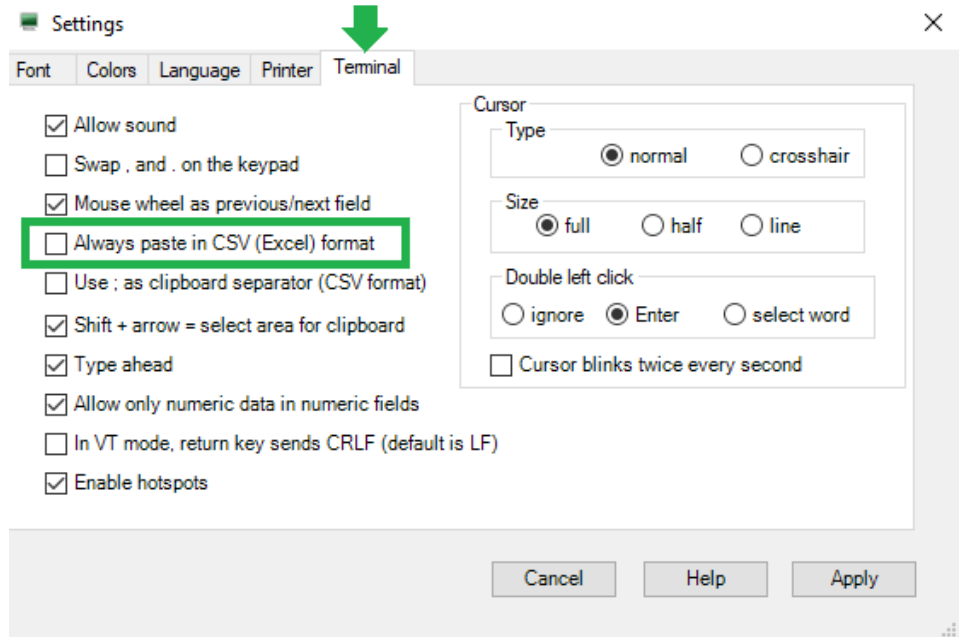 Settings
Font Colors Language Printer Terminal
Allow sound
Swap , and . on the keypad
Mouse wheel as previous/next field
Always paste in CSV (Excel) format
Use ; as clipboard separator (CSV format)
Shift + arrow = select area for clipboard
Type ahead
Allow only numeric data in numeric fields
In VT mode, return key sends CRLF (default is LF)
Enable hotspots
Cursor
Type
normal crosshair
Size
full half line
Double left click
ignore Enter select word
Cursor blinks twice every second
Cancel Help Apply